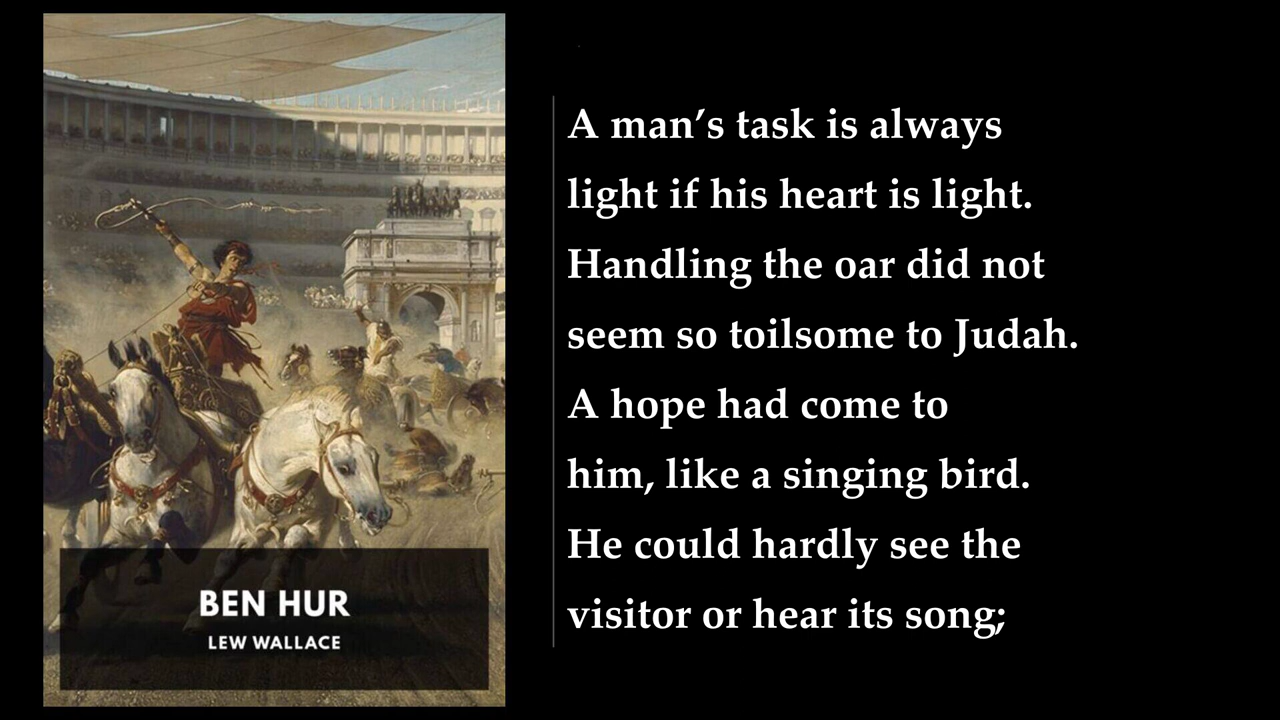 BEN HUR
LEW WALLACE
A man’s task is always
light if his heart is light.
Handling the oar did not
seem so toilsome to Judah.
A hope had come to
him, like a singing bird.
He could hardly see the
visitor or hear its song;